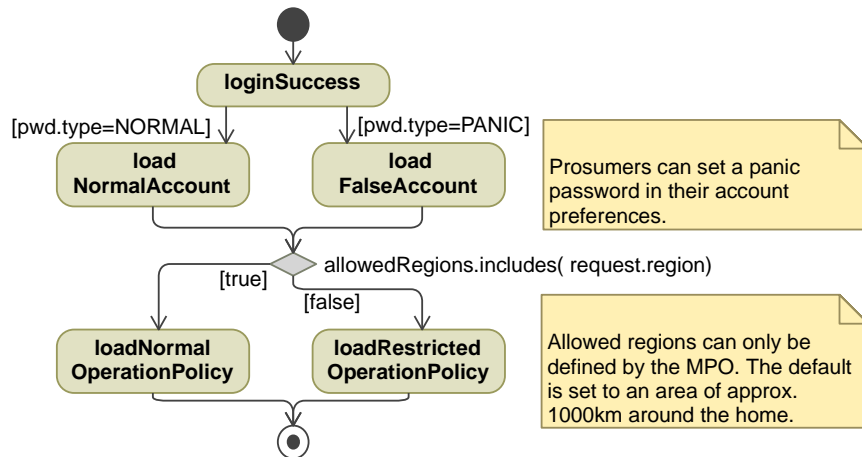 loginSuccess
[pwd.type=NORMAL]
[pwd.type=PANIC]
load
NormalAccount
load
FalseAccount
Prosumers can set a panic
password in their account
preferences.
allowedRegions.includes( request.region)
[true]
[false]
loadNormal
OperationPolicy
loadRestricted
OperationPolicy
Allowed regions can only be
defined by the MPO. The default
is set to an area of approx.
1000km around the home.